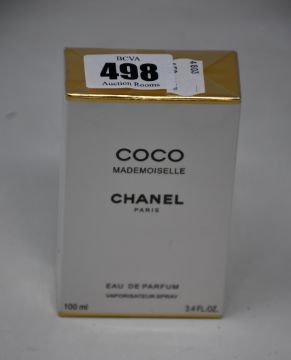 BCVA
498
Auction Rooms
COCO
MADEMOISELLE
CHANEL
PARIS
EAU DE PARFUM
VAPORISATEUR SPRAY
100 ml 3.4 FL.OZ.